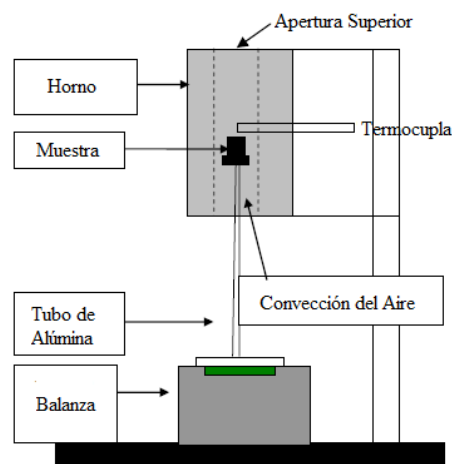 Apertura Superior
Horno
Termocupla
Muestra
Convección del Aire
Tubo de
Alúmina
Balanza